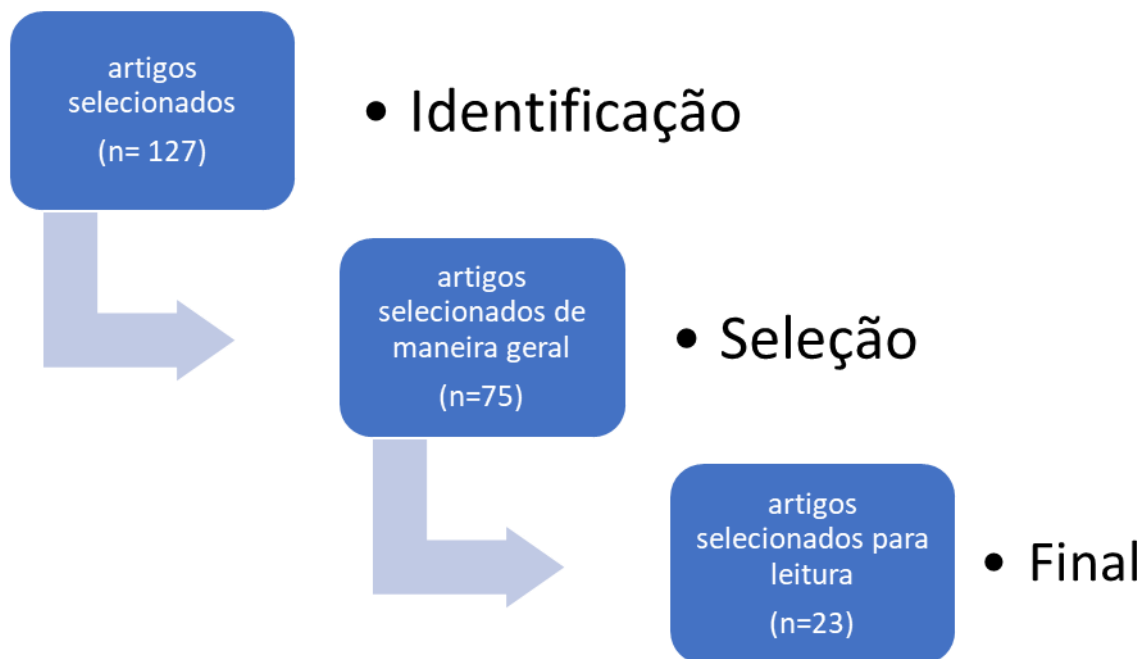 artigos
selecionados
(n= 127)
• Identificação
artigos
selecionados de
maneira geral
(n=75)
• Seleção
artigos
selecionados para
leitura
(n=23)
• Final